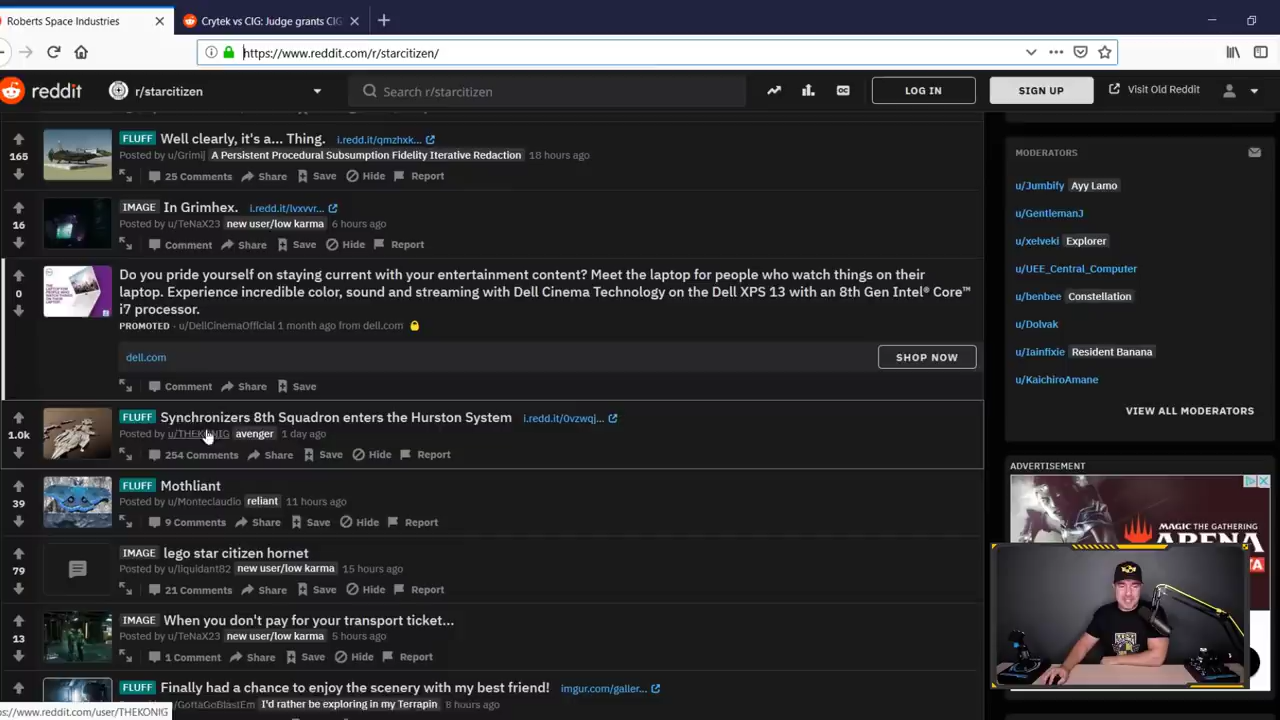 Roberts Space Industries
Crytek vs CIG: Judge grants CIG
https://www.reddit.com/r/starcitizen/
reddit
r/starcitizen
Search r/starcitizen
LOG IN
SIGN UP
Visit Old Reddit
165
FLUFF Well clearly, it's a... Thing. i.redd.it/qmzhxk...
Posted by u/Grimij A Persistent Procedural Subsumption Fidelity Iterative Redaction 18 hours ago
25 Comments Share Save Hide Report
16
IMAGE In Grimhex. i.redd.it/lvxvvr...
Posted by u/TeNaX23 new user/low karma 6 hours ago
Comment Share Save Hide Report
0
Do you pride yourself on staying current with your entertainment content? Meet the laptop for people who watch things on their
laptop. Experience incredible color, sound and streaming with Dell Cinema Technology on the Dell XPS 13 with an 8th Gen Intel® Core™
i7 processor.
PROMOTED · u/DellCinemaOfficial 1 month ago from dell.com
dell.com
SHOP NOW
Comment Share Save
1.0k
FLUFF Synchronizers 8th Squadron enters the Hurston System i.redd.it/0vzwqj...
Posted by u/THEKONIG avenger 1 day ago
254 Comments Share Save Hide Report
39
FLUFF Mothliant
Posted by u/Monteclaudio reliant 11 hours ago
9 Comments Share Save Hide Report
79
IMAGE lego star citizen hornet
Posted by u/liquidant82 new user/low karma 15 hours ago
21 Comments Share Save Hide Report
13
IMAGE When you don't pay for your transport ticket...
Posted by u/TeNaX23 new user/low karma 5 hours ago
1 Comment Share Save Hide Report
FLUFF Finally had a chance to enjoy the scenery with my best friend! imgur.com/galler...
Posted by u/GottaGoBlastEm I'd rather be exploring in my Terrapin 8 hours ago
ps://www.reddit.com/user/THEKONIG
MODERATORS
u/Jumbify Ayy Lamo
u/GentlemanJ
u/xelveki Explorer
u/UEE_Central_Computer
u/benbee Constellation
u/Dolvak
u/Iainfixie Resident Banana
u/KaichiroAmane
VIEW ALL MODERATORS
ADVERTISEMENT
MAGIC THE GATHERING
ARENA